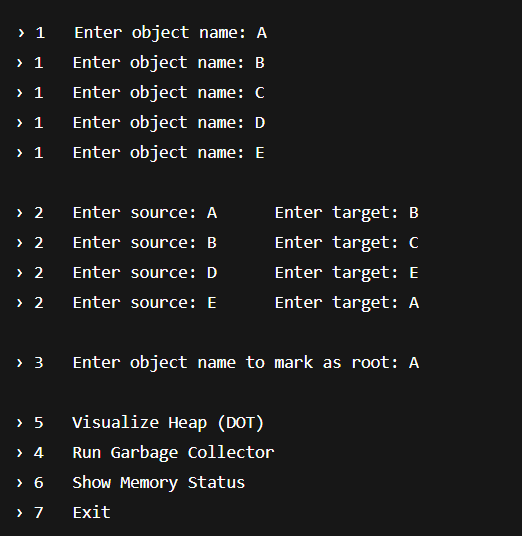 › 1   Enter object name: A
› 1   Enter object name: B
› 1   Enter object name: C
› 1   Enter object name: D
› 1   Enter object name: E
› 2   Enter source: A      Enter target: B
› 2   Enter source: B      Enter target: C
› 2   Enter source: D      Enter target: E
› 2   Enter source: E      Enter target: A
› 3   Enter object name to mark as root: A
› 5   Visualize Heap (DOT)
› 4   Run Garbage Collector
› 6   Show Memory Status
› 7   Exit